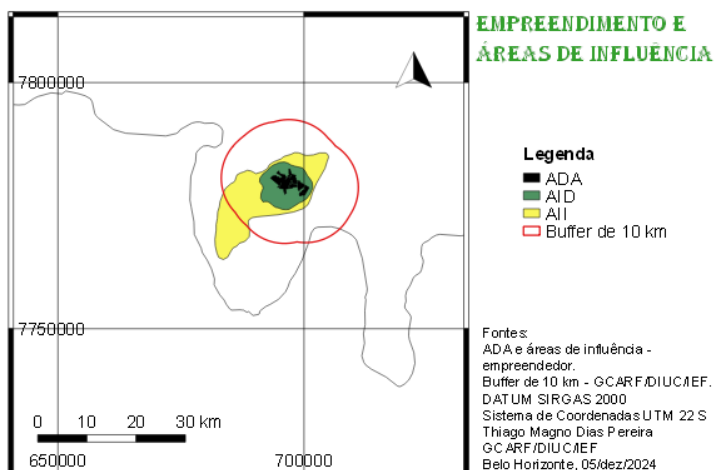 EMPREENDIMENTO E
ÁREAS DE INFLUÊNCIA
7800000
7750000
0 10 20 30 km
650000 700000
Legenda
ADA
AID
AII
Buffer de 10 km
Fontes:
ADA e áreas de influência -
empreendedor.
Buffer de 10 km - GCARF/DIUC/IEF.
DATUM SIRGAS 2000
Sistema de Coordenadas UTM 22 S
Thiago Magno Dias Pereira
GCARF/DIUC/IEF
Belo Horizonte, 05/dez/2024